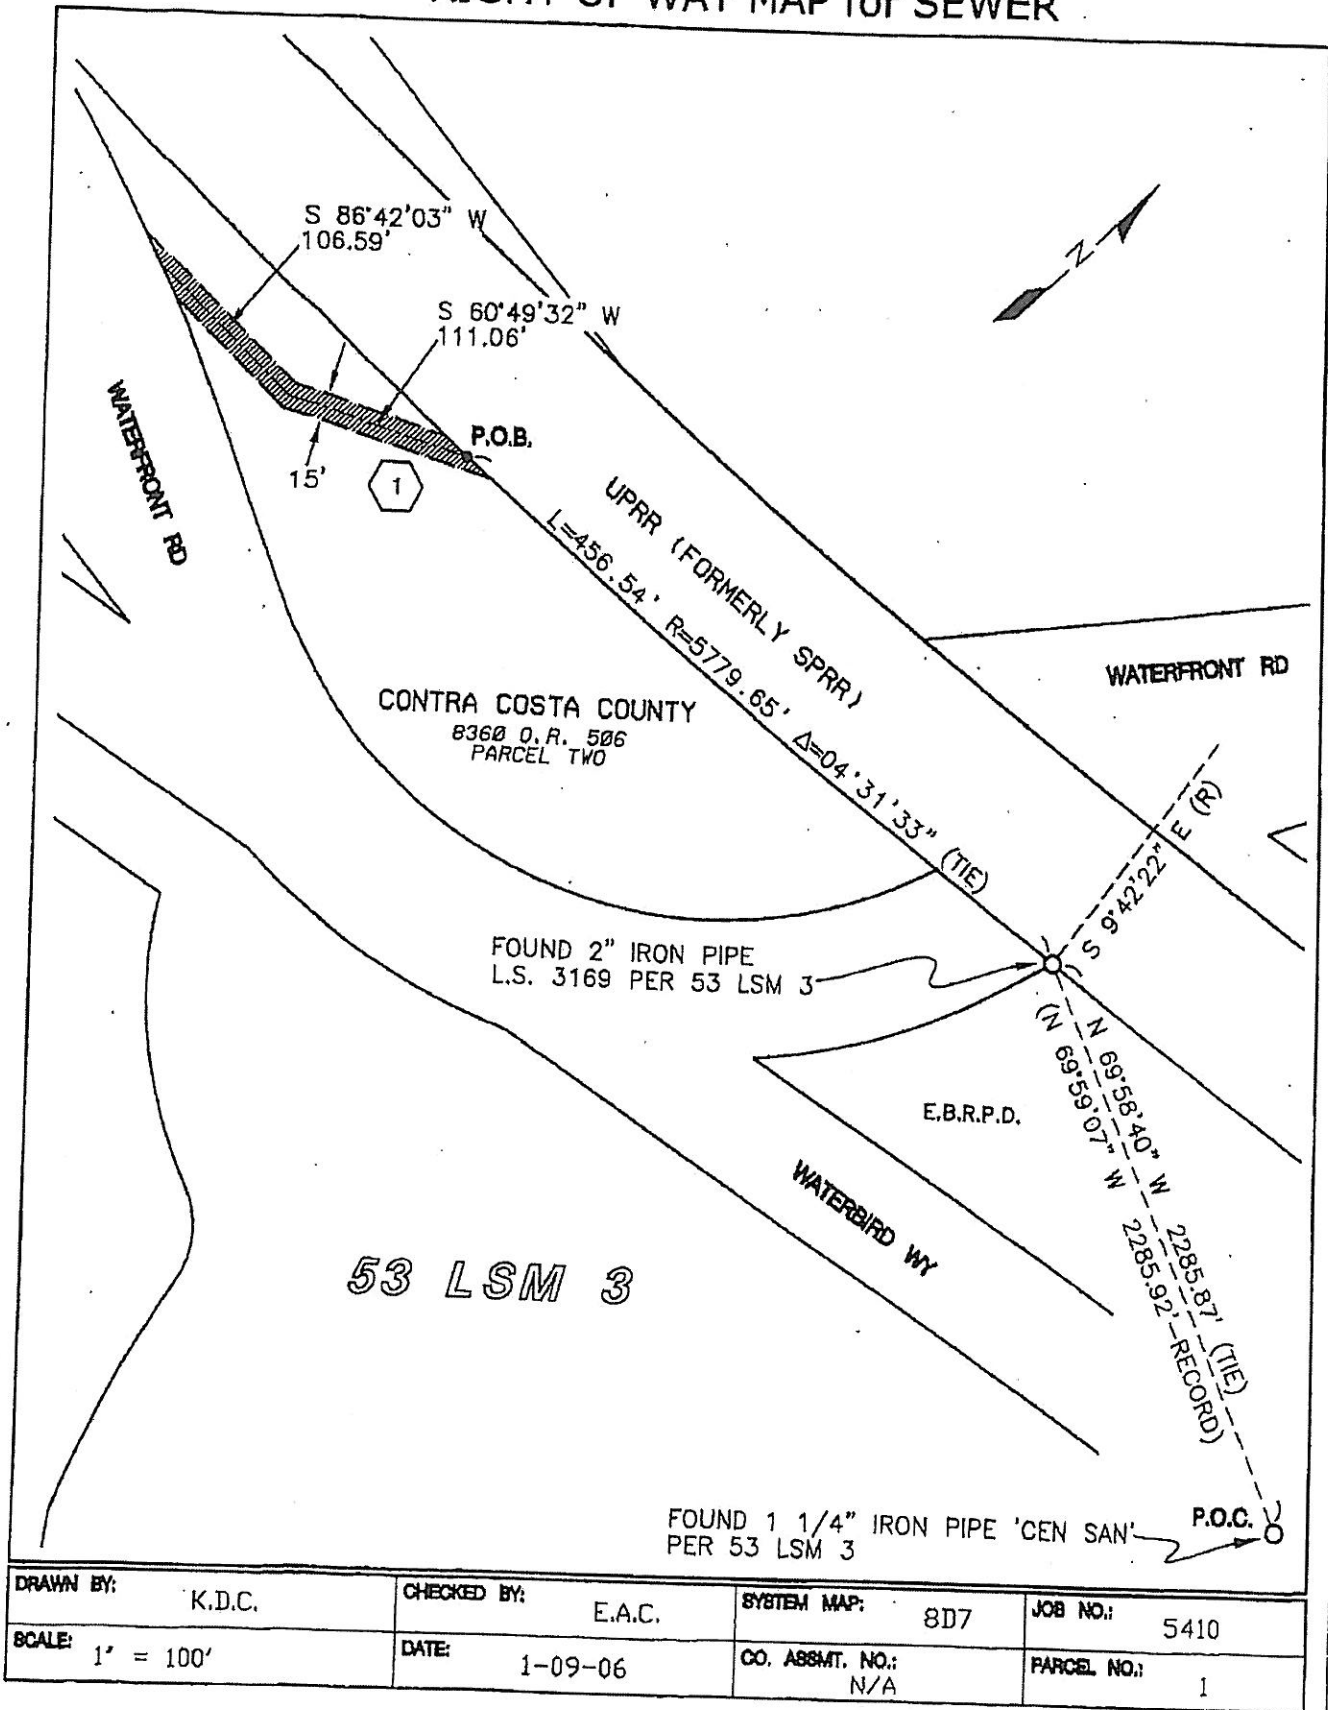 RIGHT OF WAY MAP for SEWER
S 86°42'03" W
106.59'
N
S 60°49'32" W
111.06'
WATERFRONT RD
P.O.B.
15'
1
UPRR (FORMERLY SPRR)
L=456.54' R=5779.65' Δ=04°31'33" (TIE)
WATERFRONT RD
CONTRA COSTA COUNTY
8360 O.R. 506
PARCEL TWO
S 9°42'22" E (R)
FOUND 2" IRON PIPE
L.S. 3169 PER 53 LSM 3
N 69°58'40" W 2285.87' (TIE)
(N 69°59'07" W 2285.92'-RECORD)
E.B.R.P.D.
WATERBIRD WY
53 LSM 3
FOUND 1 1/4" IRON PIPE 'CEN SAN'
PER 53 LSM 3
P.O.C.
DRAWN BY: K.D.C.
CHECKED BY: E.A.C.
SYSTEM MAP: 8D7
JOB NO.: 5410
SCALE: 1" = 100'
DATE: 1-09-06
CO. ASSMT. NO.: N/A
PARCEL NO.: 1